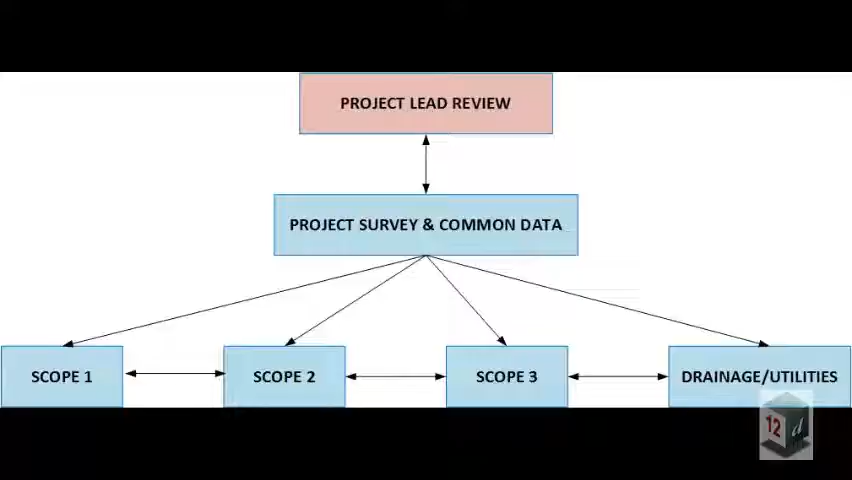 PROJECT LEAD REVIEW
PROJECT SURVEY & COMMON DATA
SCOPE 1
SCOPE 2
SCOPE 3
DRAINAGE/UTILITIES
12 d